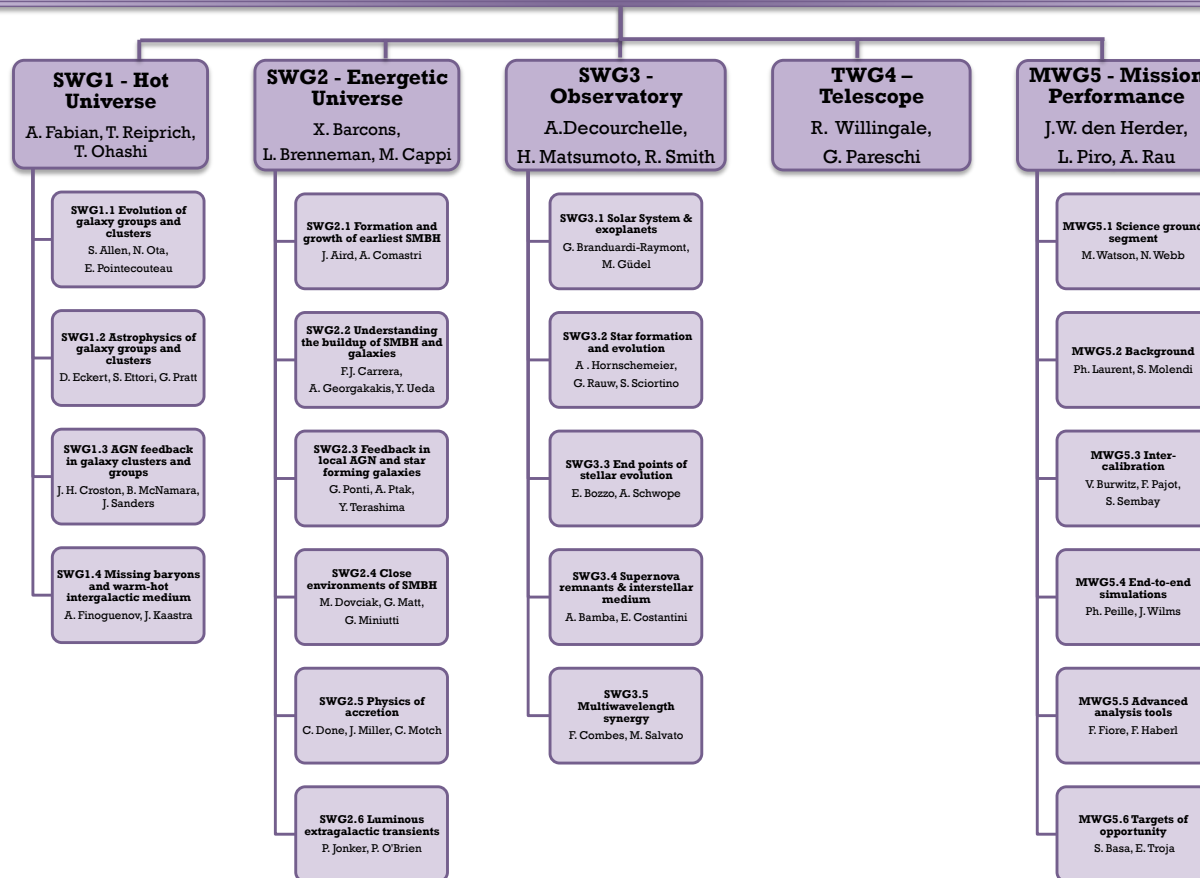 SWG1 - Hot
Universe
A. Fabian, T. Reiprich,
T. Ohashi
SWG1.1 Evolution of
galaxy groups and
clusters
S. Allen, N. Ota,
E. Pointecouteau
SWG1.2 Astrophysics of
galaxy groups and
clusters
D. Eckert, S. Ettori, G. Pratt
SWG1.3 AGN feedback
in galaxy clusters and
groups
J. H. Croston, B. McNamara,
J. Sanders
SWG1.4 Missing baryons
and warm-hot
intergalactic medium
A. Finoguenov, J. Kaastra
SWG2 - Energetic
Universe
X. Barcons,
L. Brenneman, M. Cappi
SWG2.1 Formation and
growth of earliest SMBH
J. Aird, A. Comastri
SWG2.2 Understanding
the buildup of SMBH and
galaxies
F.J. Carrera,
A. Georgakakis, Y. Ueda
SWG2.3 Feedback in
local AGN and star
forming galaxies
G. Ponti, A. Ptak,
Y. Terashima
SWG2.4 Close
environments of SMBH
M. Dovciak, G. Matt,
G. Miniutti
SWG2.5 Physics of
accretion
C. Done, J. Miller, C. Motch
SWG2.6 Luminous
extragalactic transients
P. Jonker, P. O'Brien
SWG3 -
Observatory
A.Decourchelle,
H. Matsumoto, R. Smith
SWG3.1 Solar System &
exoplanets
G. Branduardi-Raymont,
M. Güdel
SWG3.2 Star formation
and evolution
A . Hornschemeier,
G. Rauw, S. Sciortino
SWG3.3 End points of
stellar evolution
E. Bozzo, A. Schwope
SWG3.4 Supernova
remnants & interstellar
medium
A. Bamba, E. Costantini
SWG3.5
Multiwavelength
synergy
F. Combes, M. Salvato
TWG4 –
Telescope
R. Willingale,
G. Pareschi
MWG5 - Mission
Performance
J.W. den Herder,
L. Piro, A. Rau
MWG5.1 Science ground
segment
M. Watson, N. Webb
MWG5.2 Background
Ph. Laurent, S. Molendi
MWG5.3 Inter-
calibration
V. Burwitz, F. Pajot,
S. Sembay
MWG5.4 End-to-end
simulations
Ph. Peille, J. Wilms
MWG5.5 Advanced
analysis tools
F. Fiore, F. Haberl
MWG5.6 Targets of
opportunity
S. Basa, E. Troja